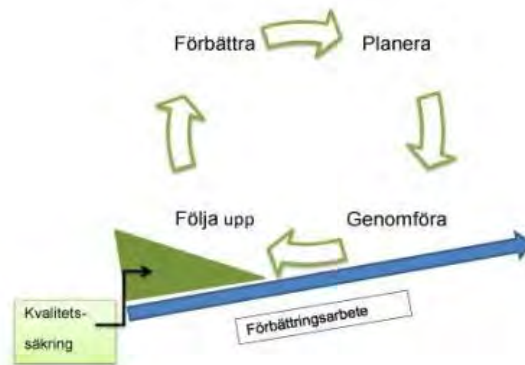 Förbättra Planera
Följa upp Genomföra
Kvalitets-
säkring
Förbättringsarbete